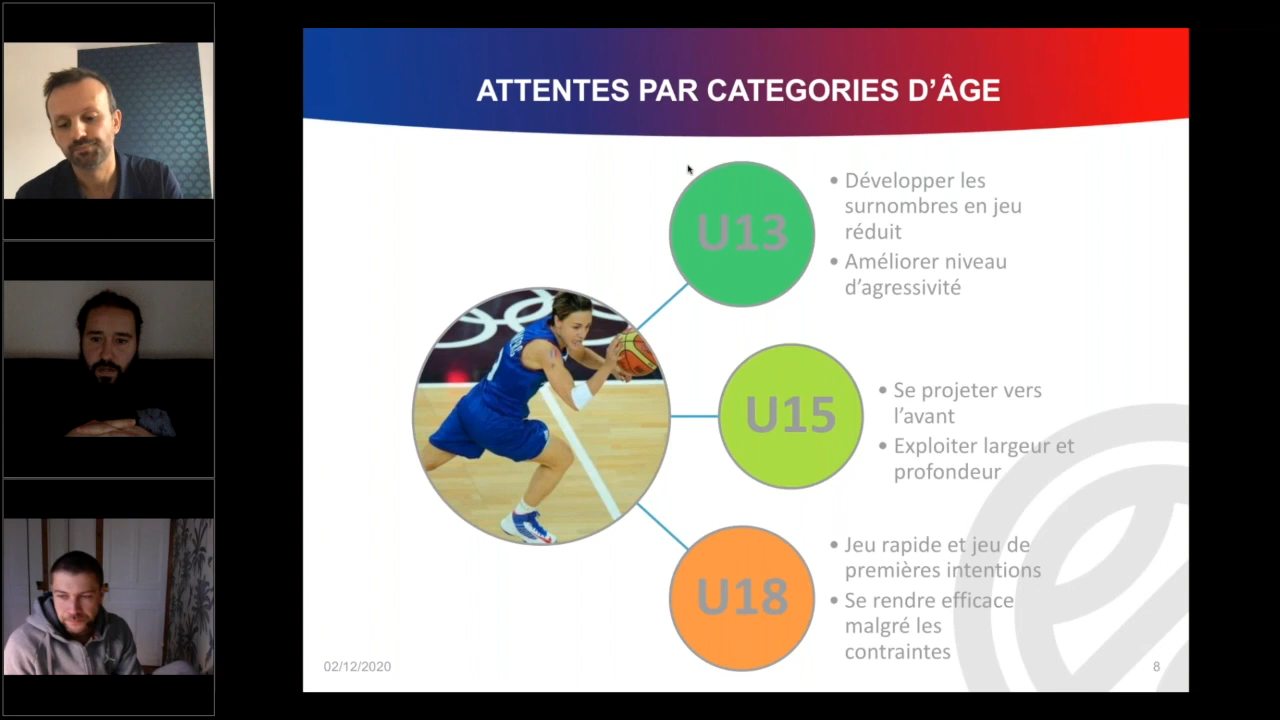 ATTENTES PAR CATEGORIES D’ÂGE
U13
• Développer les
surnombres en jeu
réduit
• Améliorer niveau
d’agressivité
U15
• Se projeter vers
l’avant
• Exploiter largeur et
profondeur
U18
• Jeu rapide et jeu de
premières intentions
• Se rendre efficace
malgré les
contraintes
02/12/2020
8